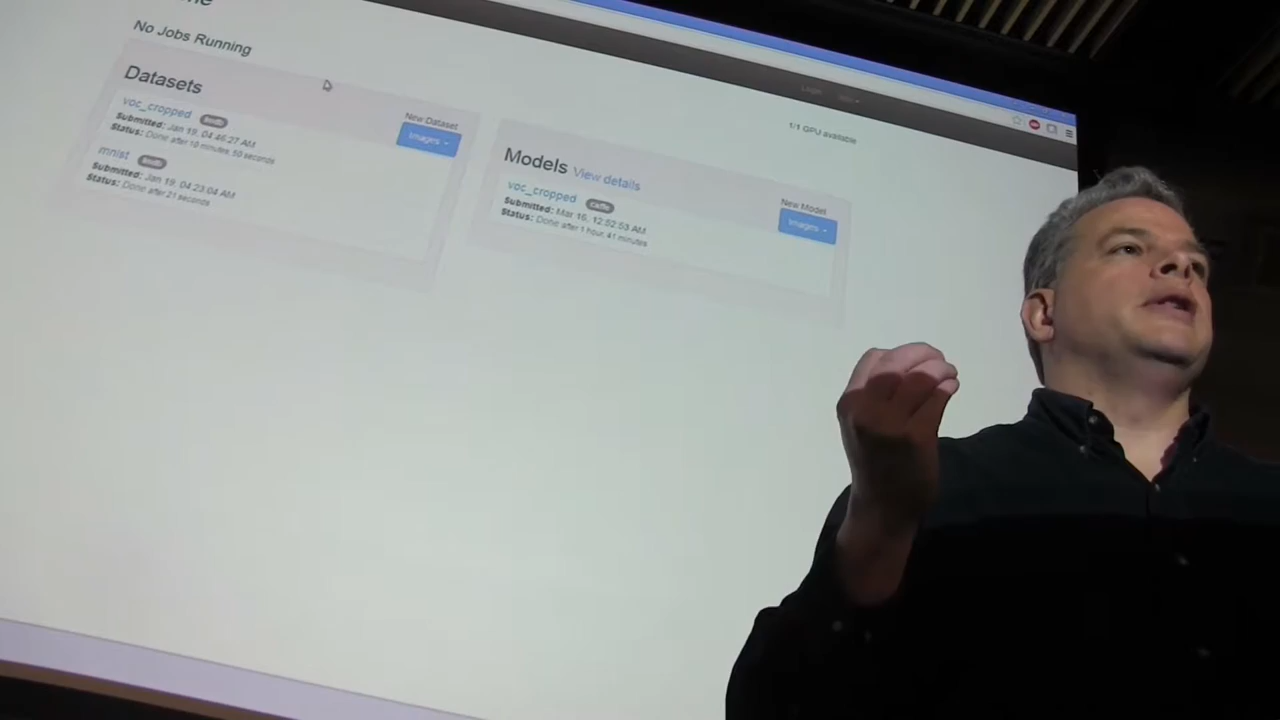 No Jobs Running
Datasets
New Dataset
Images
voc_cropped
Submitted: Jan 19, 04:46:27 AM
Status: Done after 10 minutes, 50 seconds
mnist
Submitted: Jan 19, 04:23:04 AM
Status: Done after 21 seconds
1/1 GPU available
Models View details
New Model
Images
voc_cropped Caffe
Submitted: Mar 16, 12:52:53 AM
Status: Done after 1 hour, 41 minutes